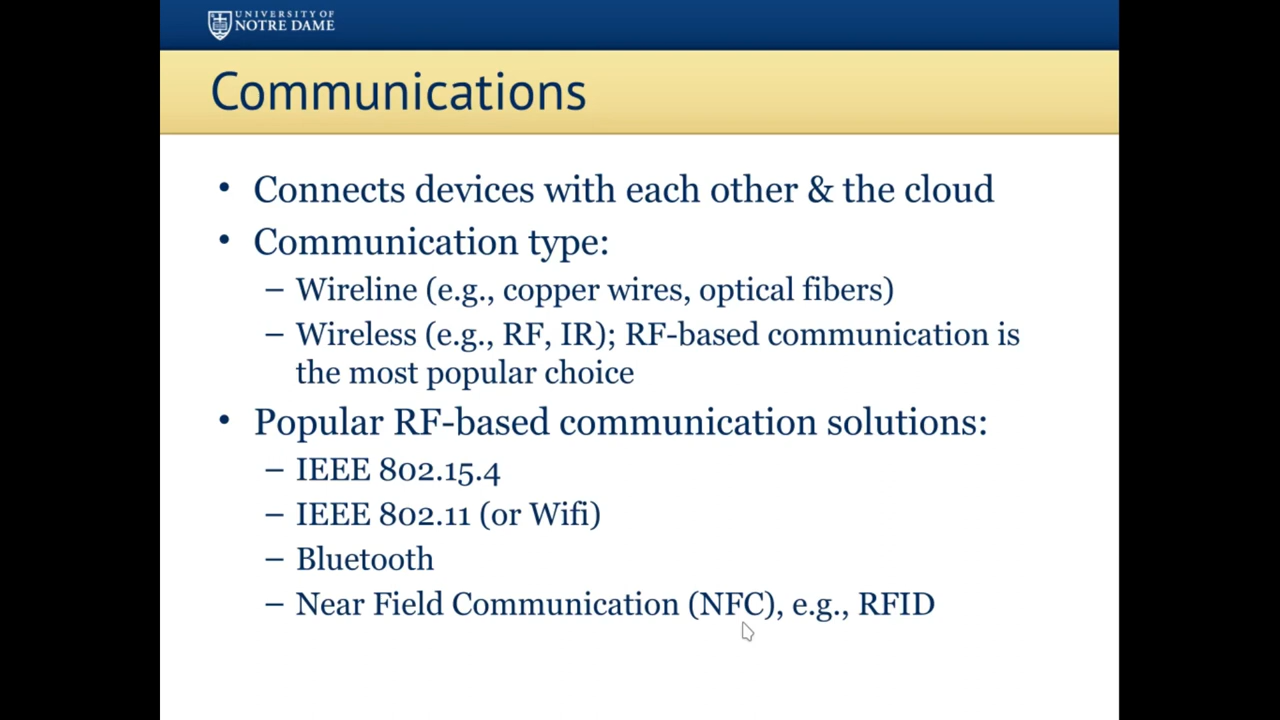 UNIVERSITY OF
NOTRE DAME
Communications
• Connects devices with each other & the cloud
• Communication type:
– Wireline (e.g., copper wires, optical fibers)
– Wireless (e.g., RF, IR); RF-based communication is
the most popular choice
• Popular RF-based communication solutions:
– IEEE 802.15.4
– IEEE 802.11 (or Wifi)
– Bluetooth
– Near Field Communication (NFC), e.g., RFID